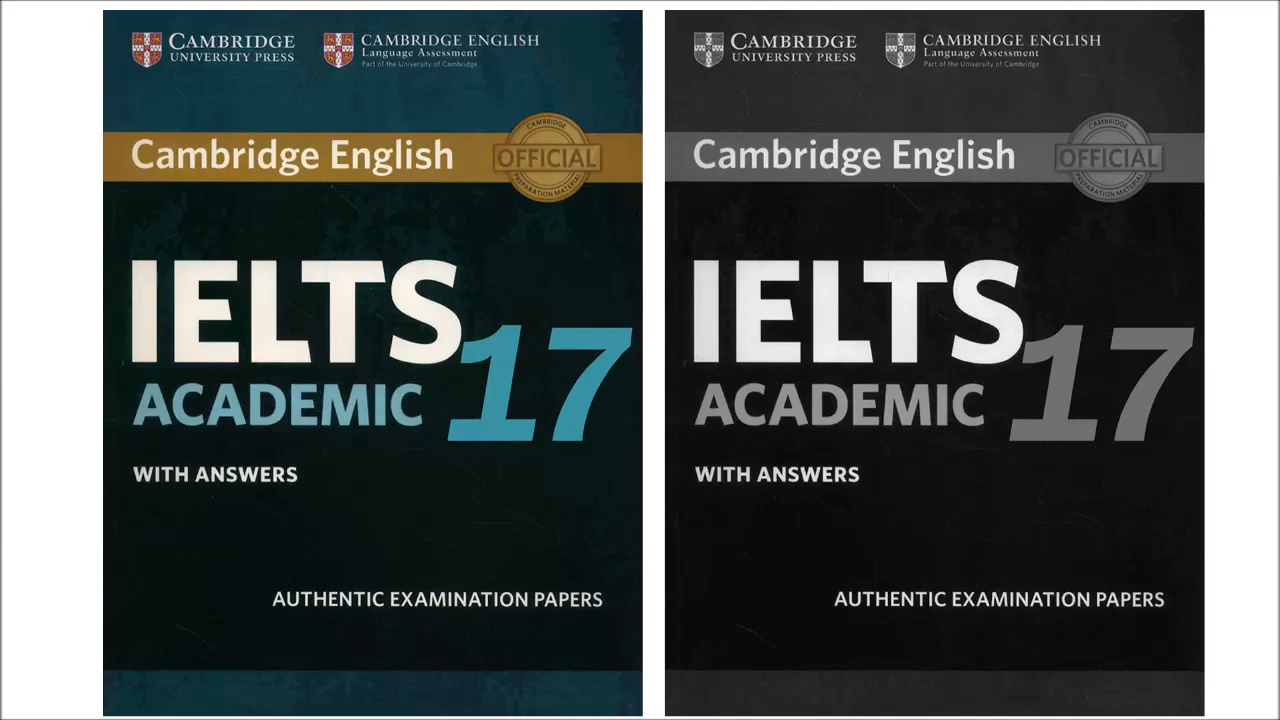 CAMBRIDGE
UNIVERSITY PRESS
CAMBRIDGE ENGLISH
Language Assessment
Part of the University of Cambridge
Cambridge English
CAMBRIDGE
OFFICIAL
PREPARATION MATERIAL
IELTS
ACADEMIC 17
WITH ANSWERS
AUTHENTIC EXAMINATION PAPERS
CAMBRIDGE
UNIVERSITY PRESS
CAMBRIDGE ENGLISH
Language Assessment
Part of the University of Cambridge
Cambridge English
CAMBRIDGE
OFFICIAL
PREPARATION MATERIAL
IELTS
ACADEMIC 17
WITH ANSWERS
AUTHENTIC EXAMINATION PAPERS